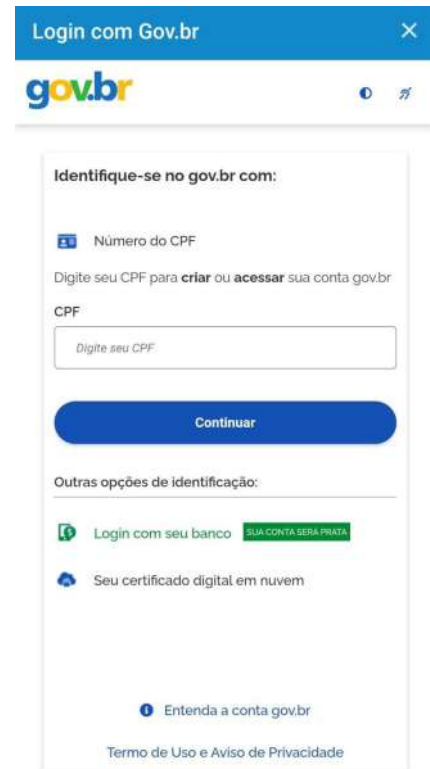 Login com Gov.br
gov.br
Identifique-se no gov.br com:
Número do CPF
Digite seu CPF para criar ou acessar sua conta gov.br
CPF
Digite seu CPF
Continuar
Outras opções de identificação:
Login com seu banco SUA CONTA SERÁ PRATA
Seu certificado digital em nuvem
Entenda a conta gov.br
Termo de Uso e Aviso de Privacidade